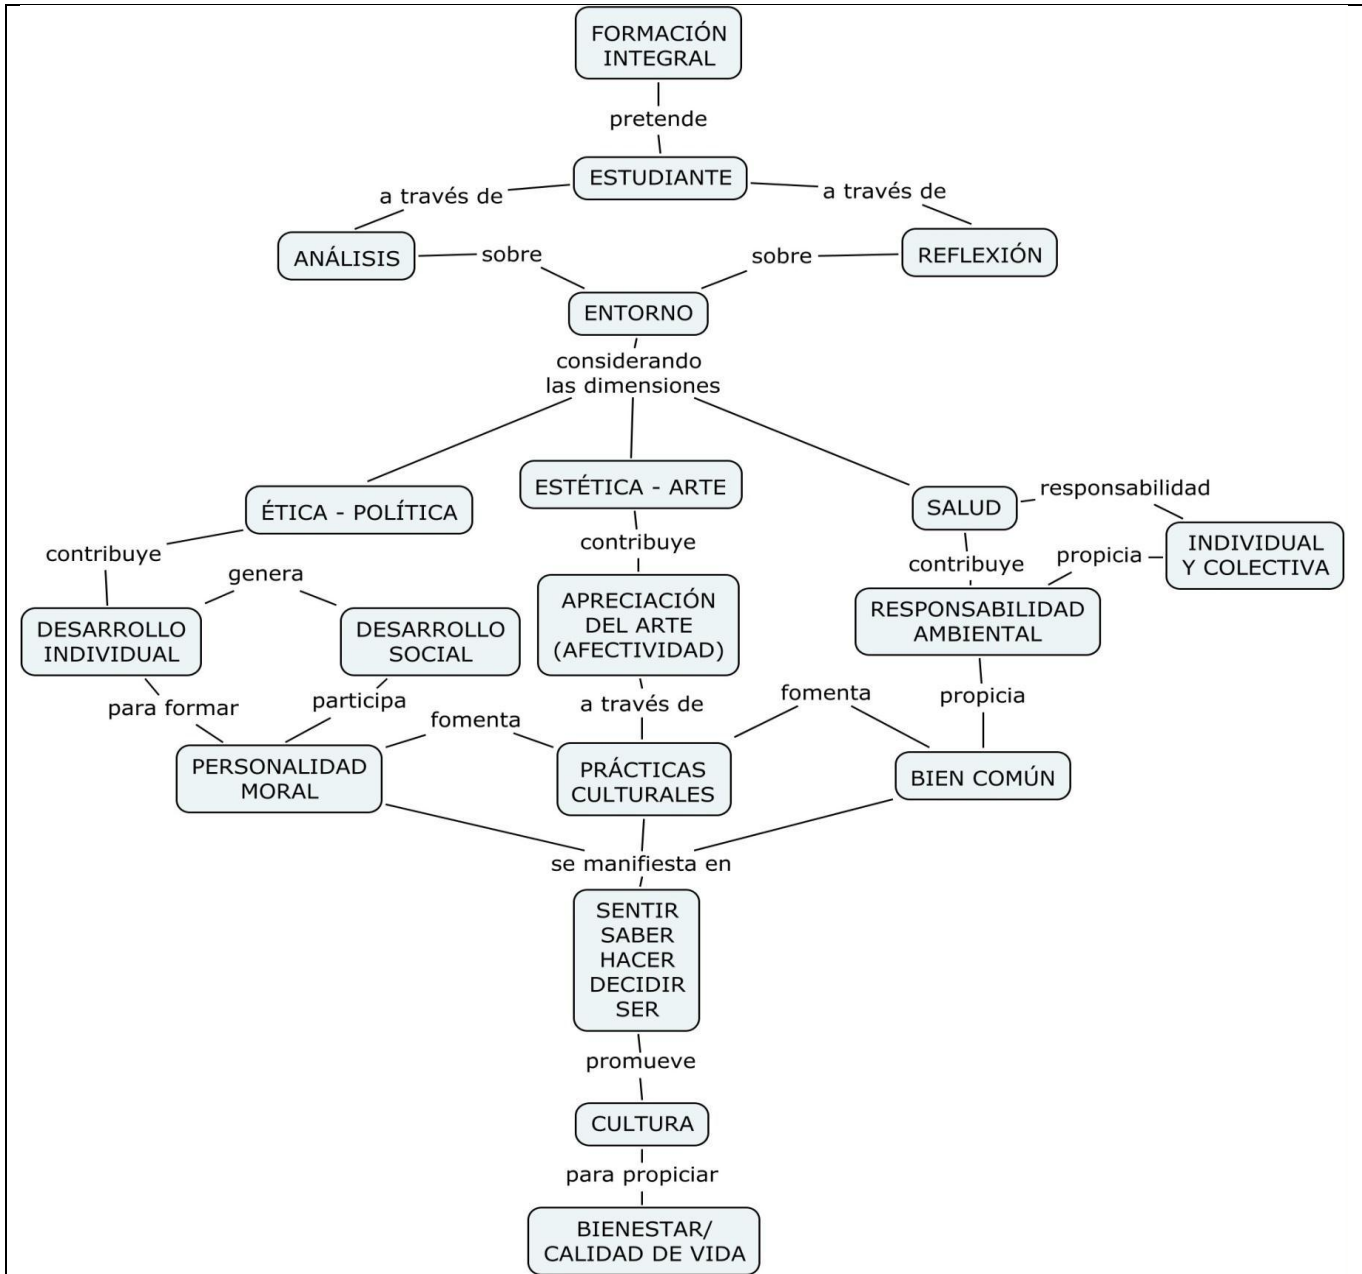 FORMACIÓN
INTEGRAL
pretende
ESTUDIANTE
a través de
a través de
ANÁLISIS
sobre
sobre
REFLEXIÓN
ENTORNO
considerando
las dimensiones
ÉTICA - POLÍTICA
ESTÉTICA - ARTE
SALUD
responsabilidad
INDIVIDUAL
Y COLECTIVA
contribuye
genera
contribuye
contribuye
propicia
DESARROLLO
INDIVIDUAL
DESARROLLO
SOCIAL
APRECIACIÓN
DEL ARTE
(AFECTIVIDAD)
RESPONSABILIDAD
AMBIENTAL
para formar
participa
fomenta
a través de
fomenta
propicia
PERSONALIDAD
MORAL
PRÁCTICAS
CULTURALES
BIEN COMÚN
se manifiesta en
SENTIR
SABER
HACER
DECIDIR
SER
promueve
CULTURA
para propiciar
BIENESTAR/
CALIDAD DE VIDA